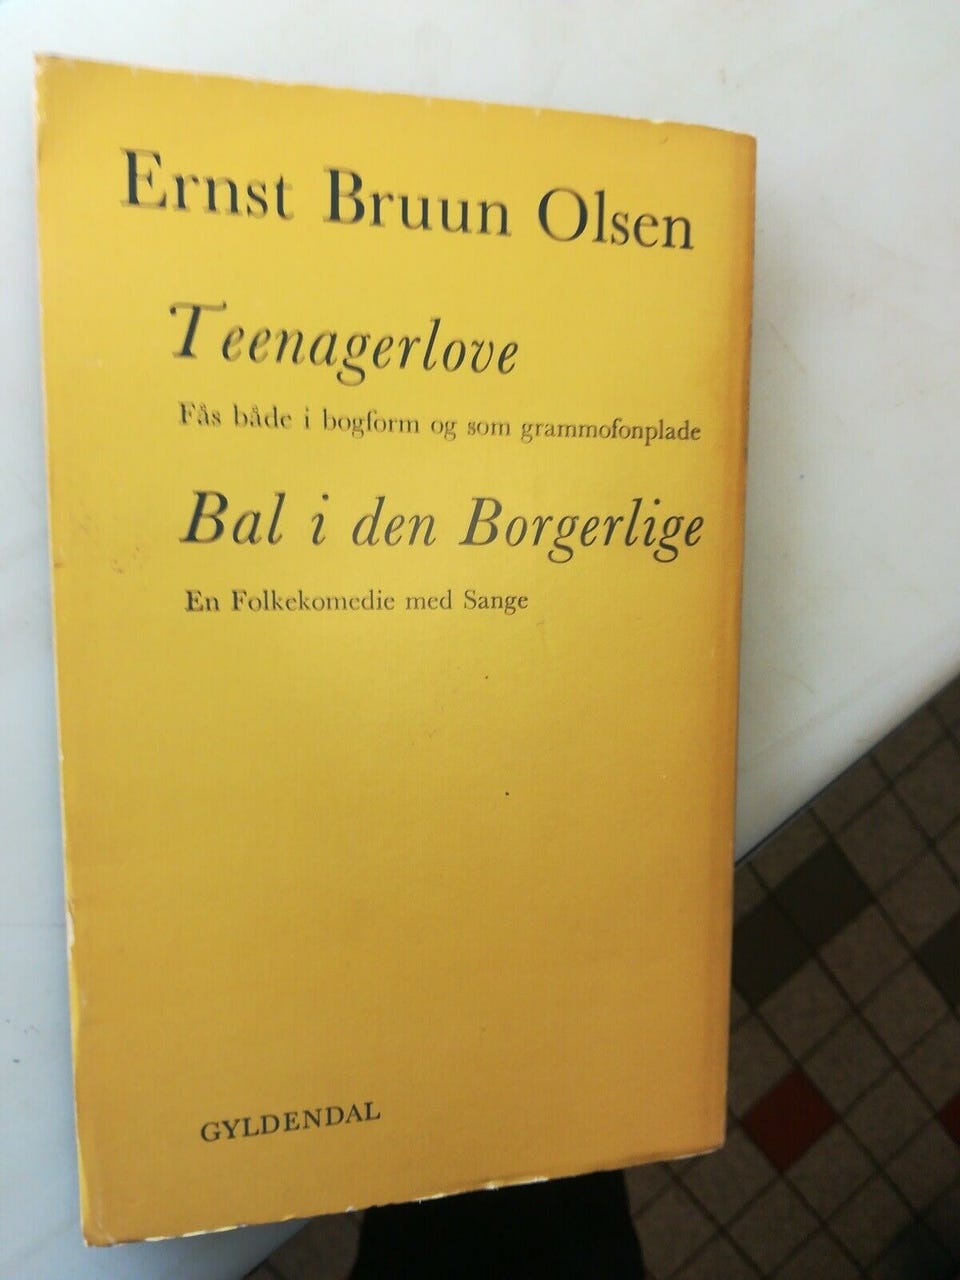 Ernst Bruun Olsen
Teenagerlove
Fås både i bogform og som grammofonplade
Bal i den Borgerlige
En Folkekomedie med Sange
GYLDENDAL